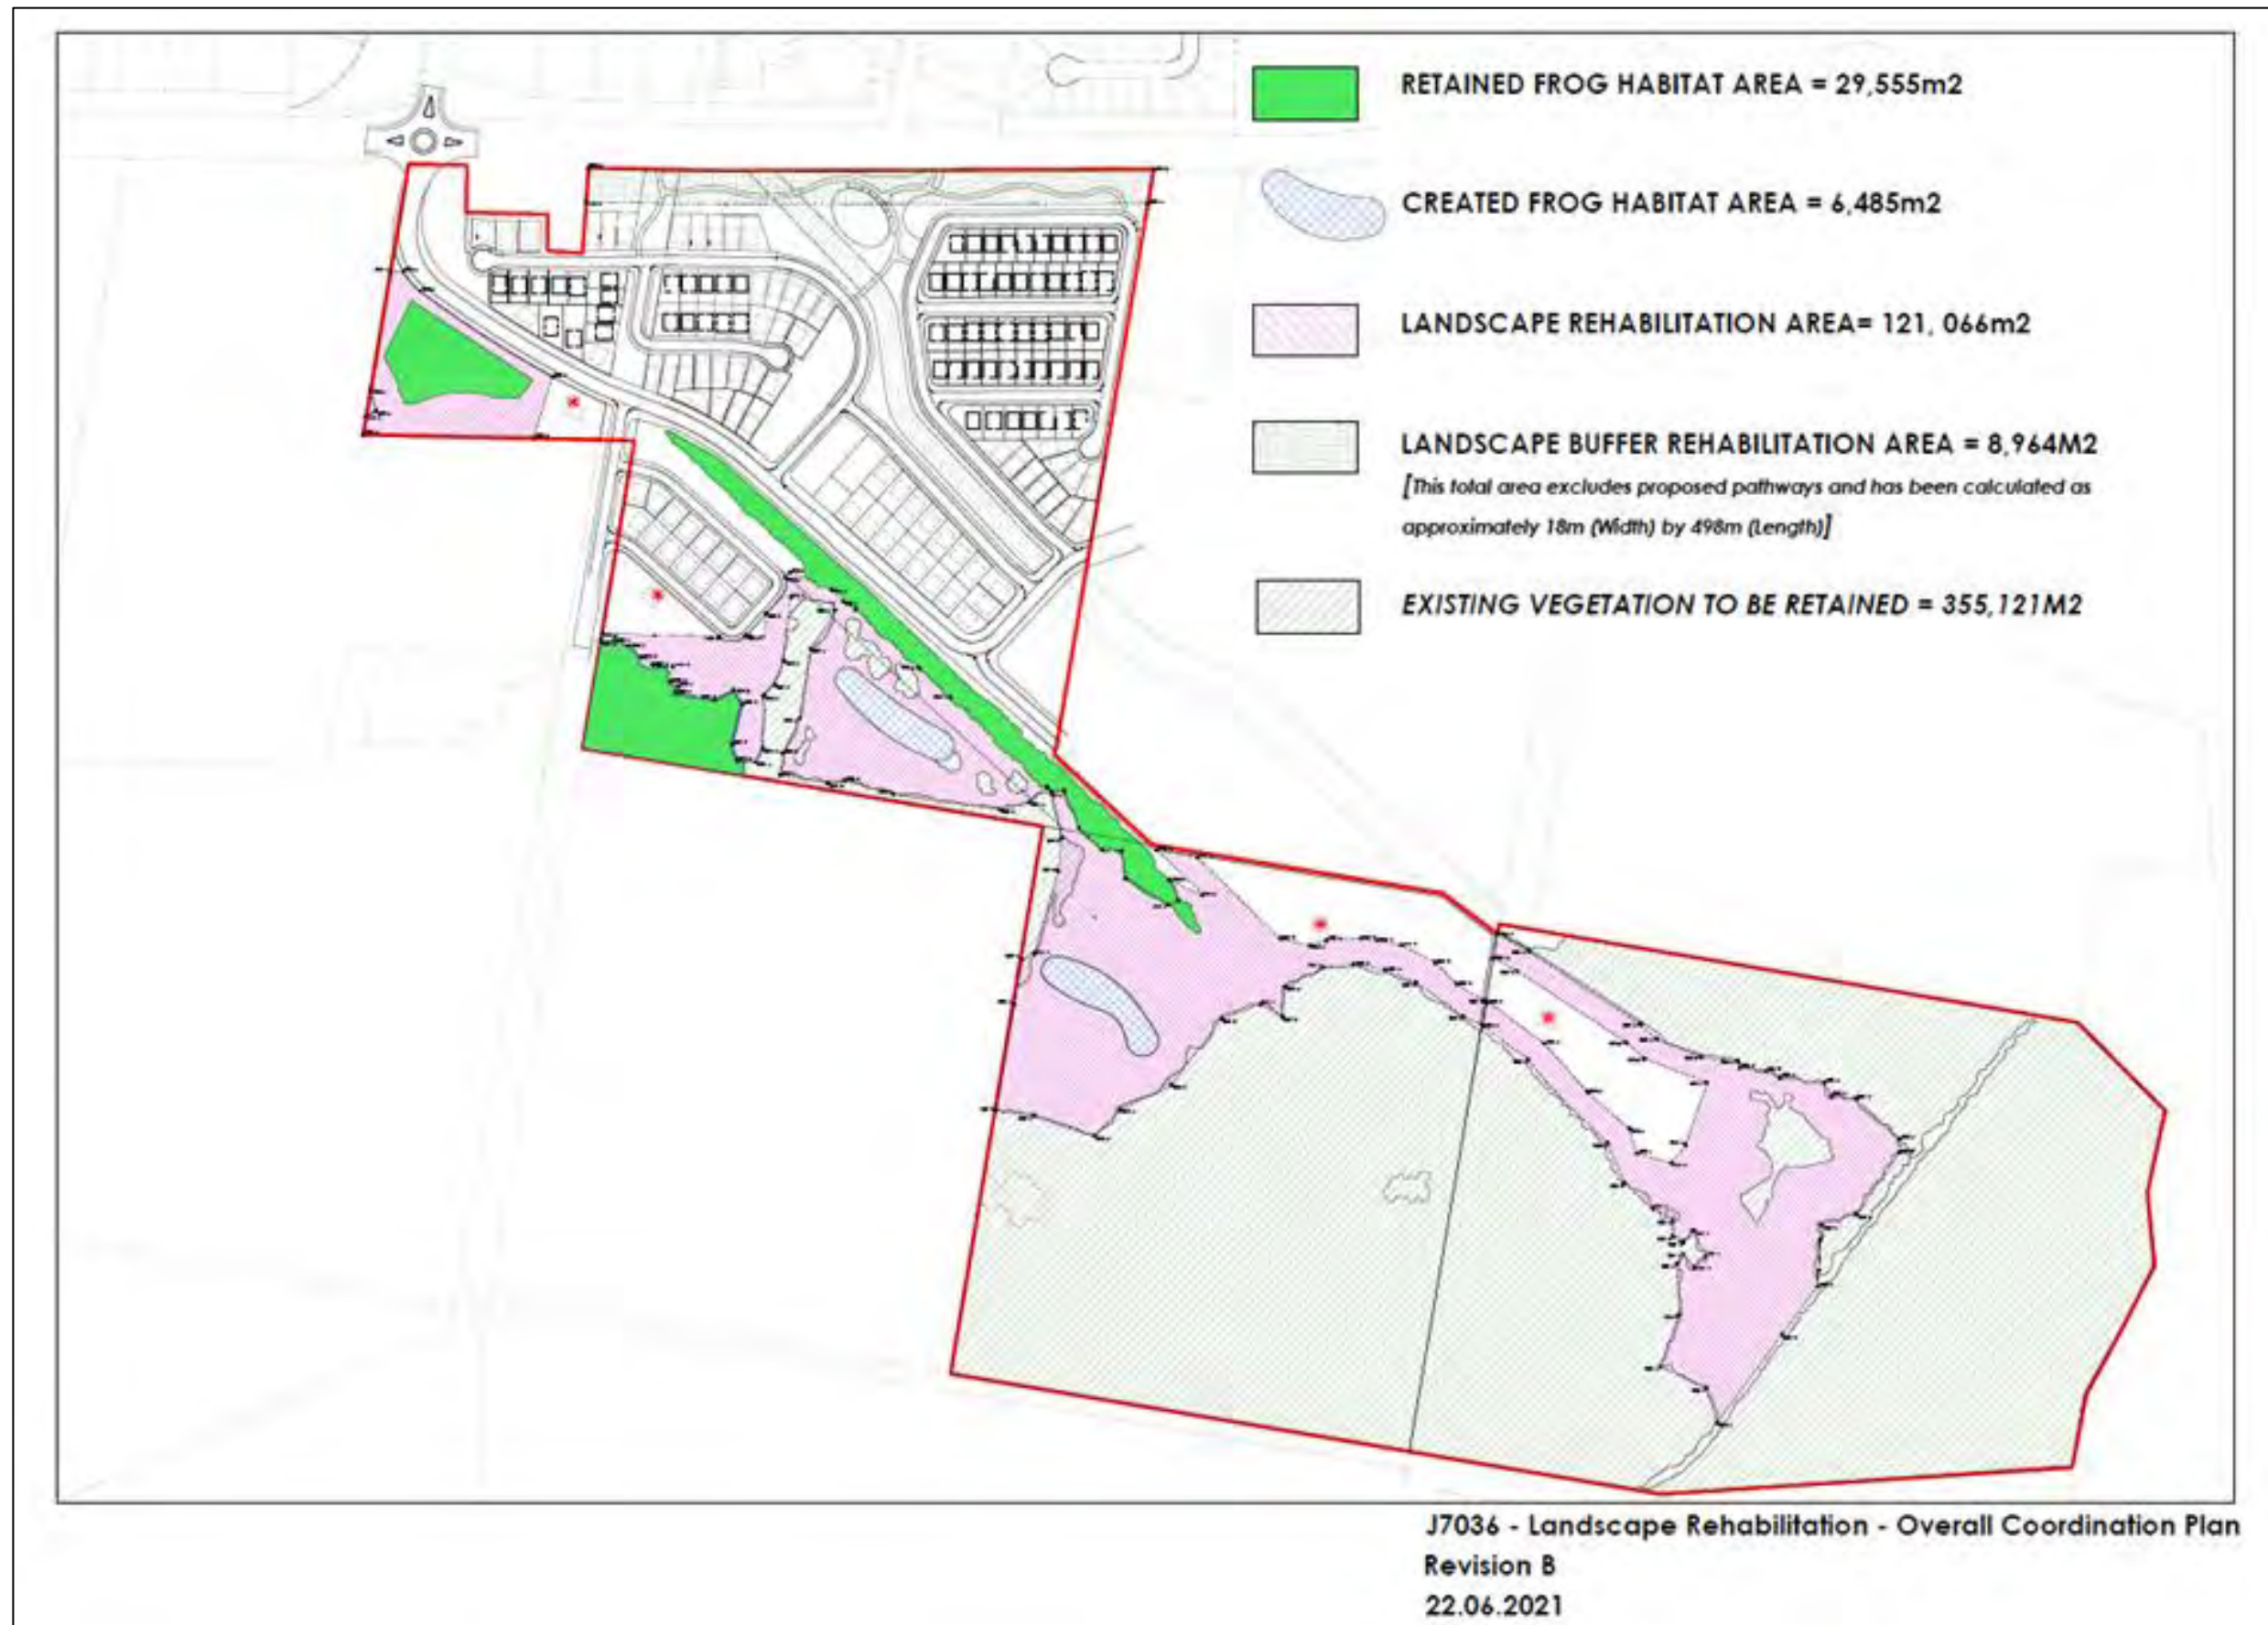 RETAINED FROG HABITAT AREA = 29,555m2
CREATED FROG HABITAT AREA = 6,485m2
LANDSCAPE REHABILITATION AREA= 121, 066m2
LANDSCAPE BUFFER REHABILITATION AREA = 8,964M2
[This total area excludes proposed pathways and has been calculated as
approximately 18m (Width) by 498m (Length)]
EXISTING VEGETATION TO BE RETAINED = 355,121M2
J7036 - Landscape Rehabilitation - Overall Coordination Plan
Revision B
22.06.2021